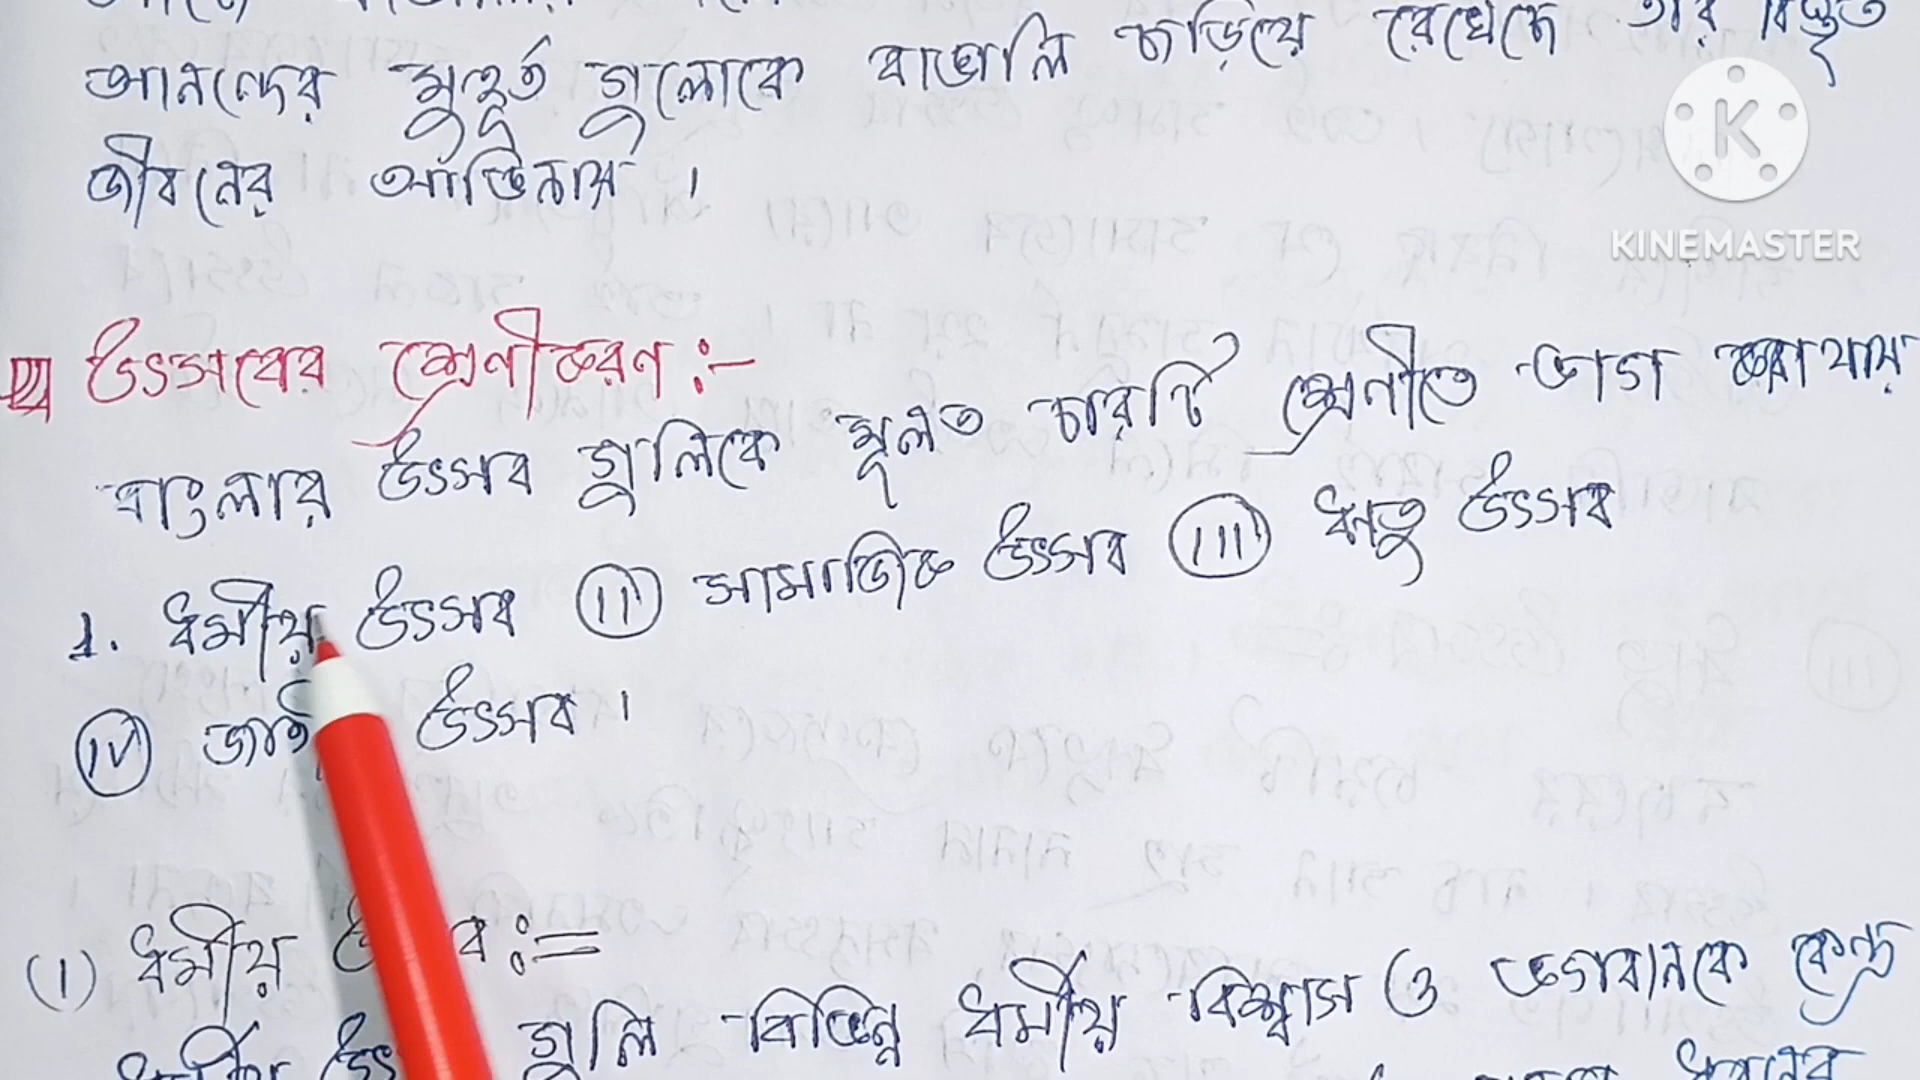 আনন্দের মুহূর্ত গুলোকে বাঙালি জড়িয়ে রেখেছে তার বিস্তৃত
জীবনের আঙিনায় ।
K
KINEMASTER
উৎসবের শ্রেণীকরণ :-
বাংলার উৎসব গুলিকে মূলত চারটি শ্রেণীতে ভাগ করা যায়
1. ধর্মীয় উৎসব (II) সামাজিক উৎসব (III) ঋতু উৎসব
(IV) উৎসব ।
(1) ধর্মীয় :=
গুলি বিভিন্ন ধর্মীয় বিশ্বাস ও ভগবানকে কেন্দ্র